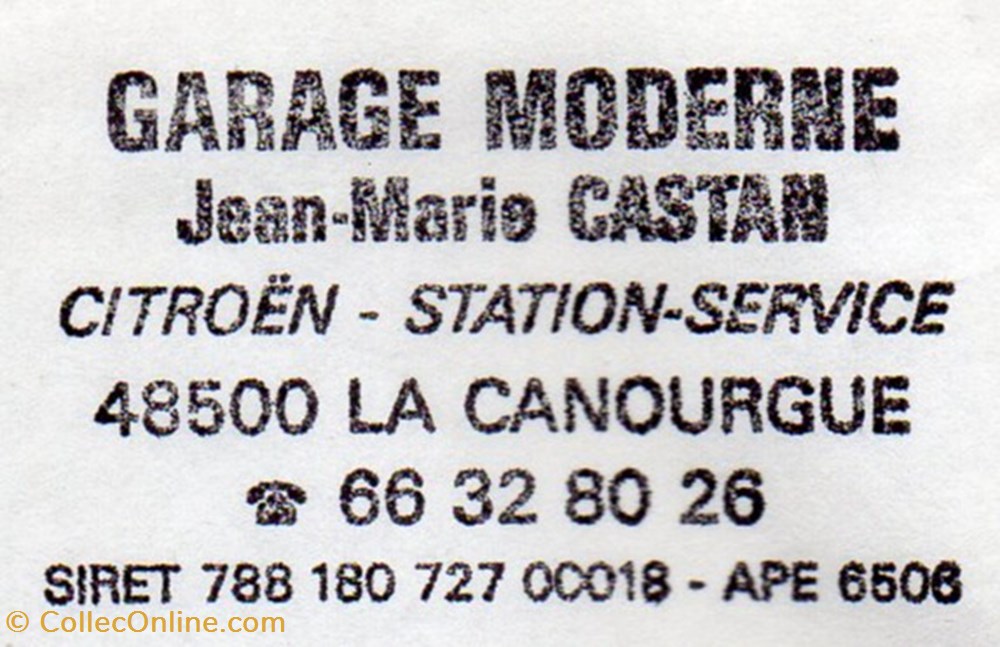 GARAGE MODERNE
Jean-Marie CASTAN
CITROËN - STATION-SERVICE
48500 LA CANOURGUE
☎ 66 32 80 26
SIRET 788 180 727 00018 - APE 6506
© CollecOnline.com